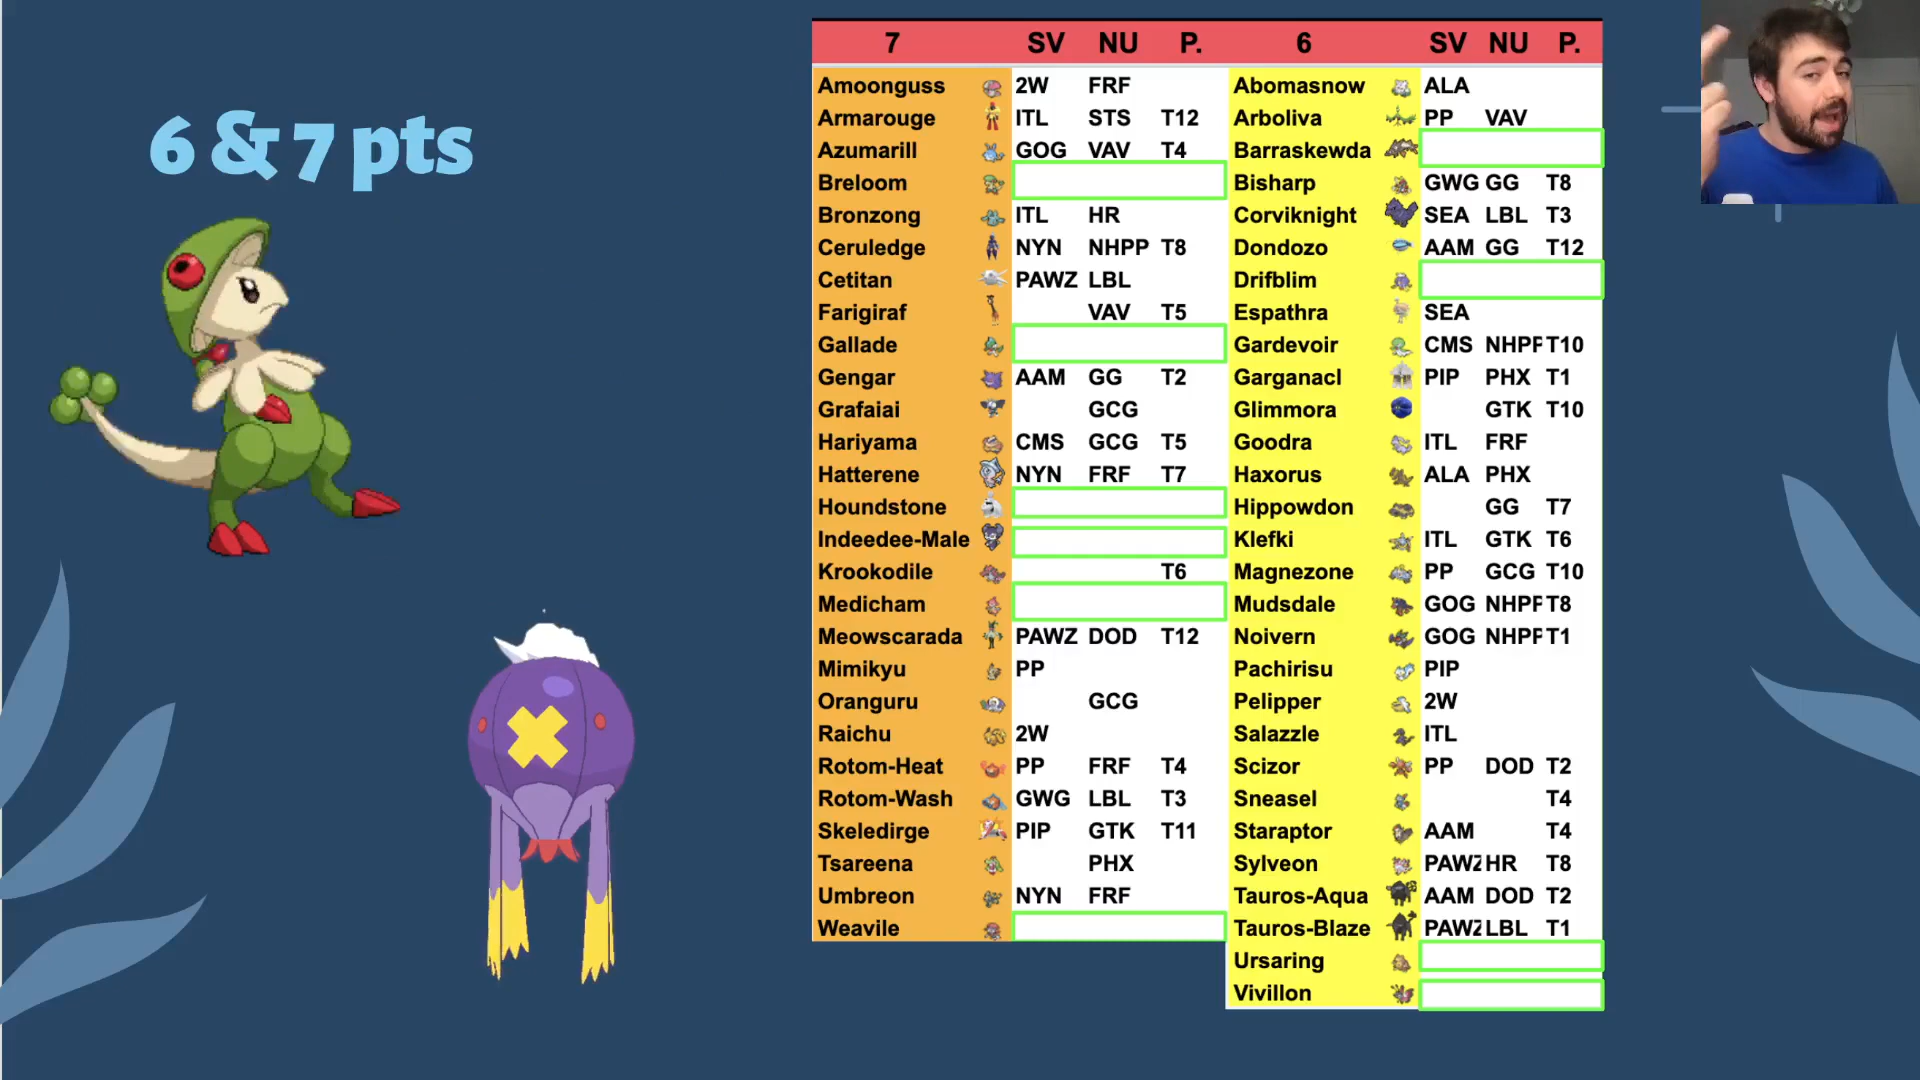 6 & 7 pts
7 SV NU P. 6 SV NU P.
Amoonguss 2W FRF Abomasnow ALA
Armarouge ITL STS T12 Arboliva PP VAV
Azumarill GOG VAV T4 Barraskewda
Breloom Bisharp GWG GG T8
Bronzong ITL HR Corviknight SEA LBL T3
Ceruledge NYN NHPP T8 Dondozo AAM GG T12
Cetitan PAWZ LBL Drifblim
Farigiraf VAV T5 Espathra SEA
Gallade Gardevoir CMS NHPP T10
Gengar AAM GG T2 Garganacl PIP PHX T1
Grafaiai GCG Glimmora GTK T10
Hariyama CMS GCG T5 Goodra ITL FRF
Hatterene NYN FRF T7 Haxorus ALA PHX
Houndstone Hippowdon GG T7
Indeedee-Male Klefki ITL GTK T6
Krookodile T6 Magnezone PP GCG T10
Medicham Mudsdale GOG NHPP T8
Meowscarada PAWZ DOD T12 Noivern GOG NHPP T1
Mimikyu PP Pachirisu PIP
Oranguru GCG Pelipper 2W
Raichu 2W Salazzle ITL
Rotom-Heat PP FRF T4 Scizor PP DOD T2
Rotom-Wash GWG LBL T3 Sneasel T4
Skeledirge PIP GTK T11 Staraptor AAM T4
Tsareena PHX Sylveon PAWZ HR T8
Umbreon NYN FRF Tauros-Aqua AAM DOD T2
Weavile Tauros-Blaze PAWZ LBL T1
Ursaring
Vivillon